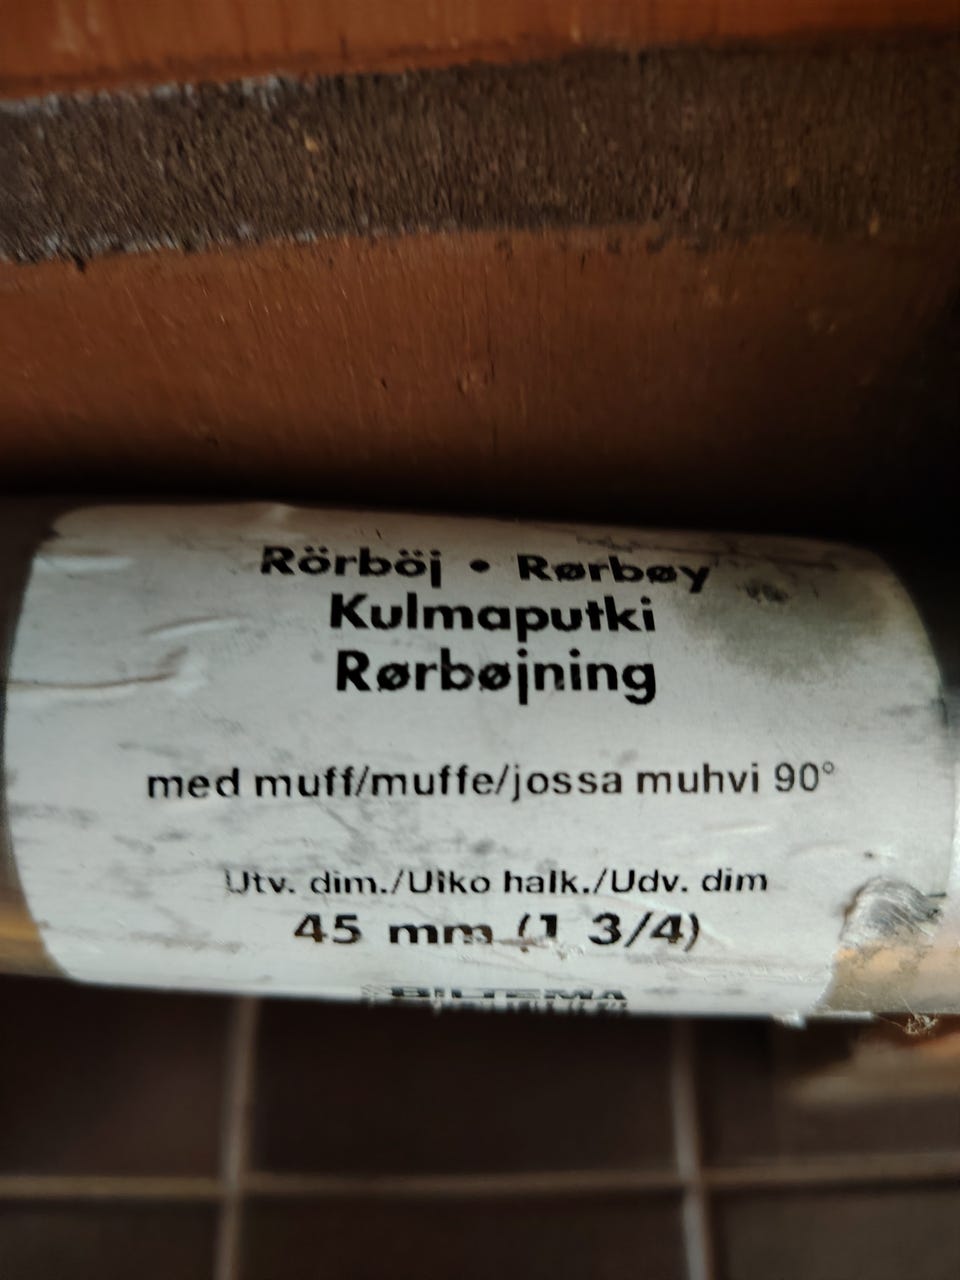 Rörböj • Rørbøy
Kulmaputki
Rørbøjning
med muff/muffe/jossa muhvi 90°
Utv. dim./Ulko halk./Udv. dim
45 mm (1 3/4)
BILTEMA